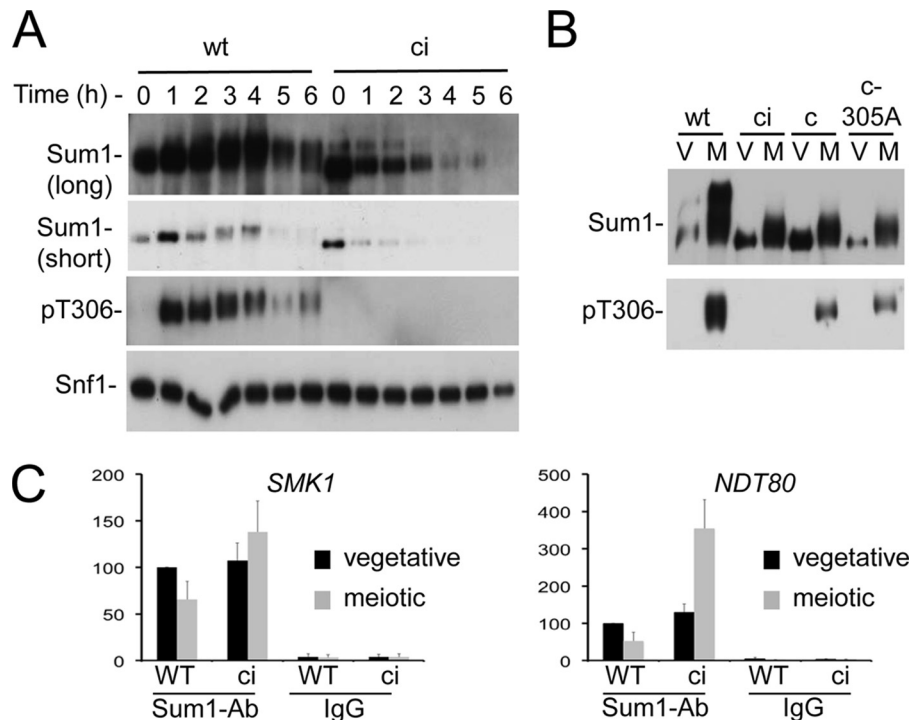 A
wt ci
Time (h) - 0 1 2 3 4 5 6 0 1 2 3 4 5 6
Sum1-
(long)
Sum1-
(short)
pT306-
Snf1-
B
c-
305A
wt ci c
V M V M V M V M
Sum1-
pT306-
C
SMK1
200
150
100
50
0
vegetative
meiotic
WT ci WT ci
Sum1-Ab IgG
NDT80
500
400
300
200
100
0
vegetative
meiotic
WT ci WT ci
Sum1-Ab IgG